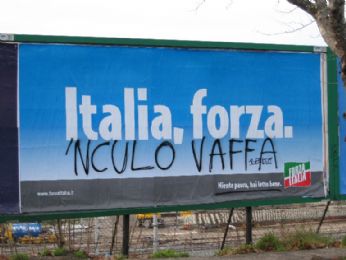 Italia, forza.
'NCULO VAFFA
FORZA
ITALIA
www.forzaitalia.it
Niente paura, hai letto bene.